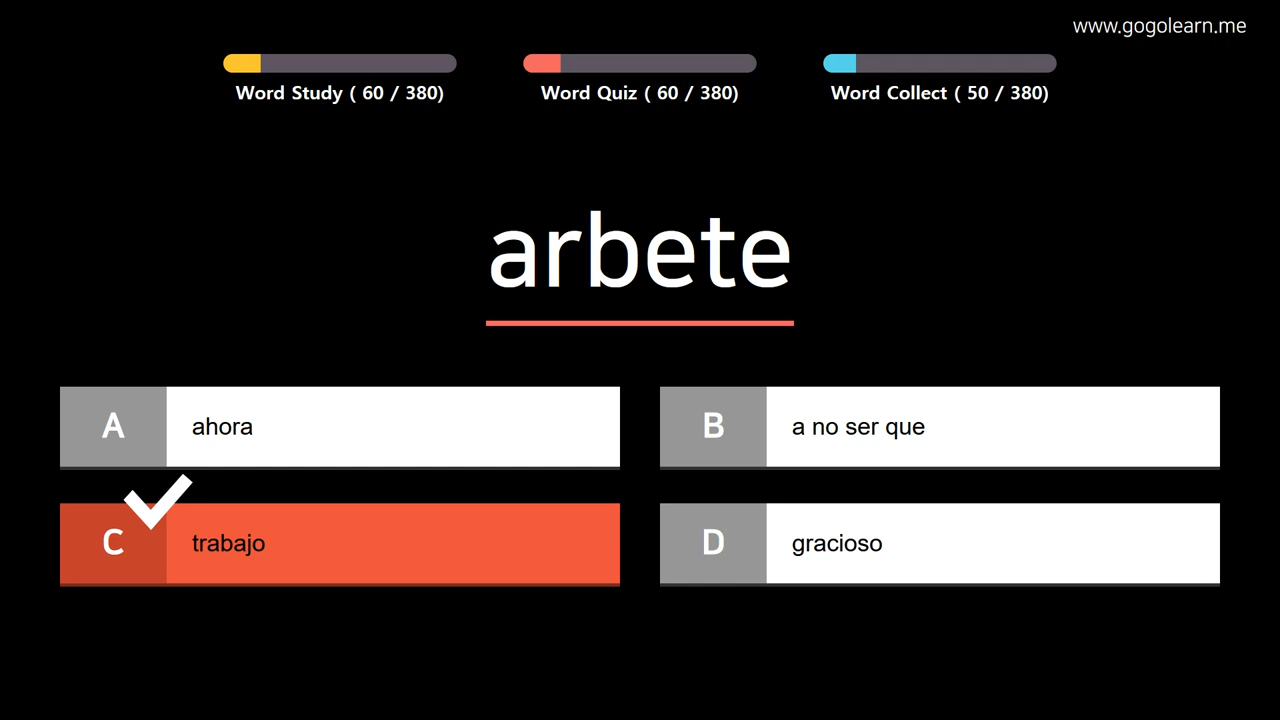 www.gogolearn.me
Word Study ( 60 / 380)
Word Quiz ( 60 / 380)
Word Collect ( 50 / 380)
arbete
A
ahora
B
a no ser que
C
trabajo
D
gracioso